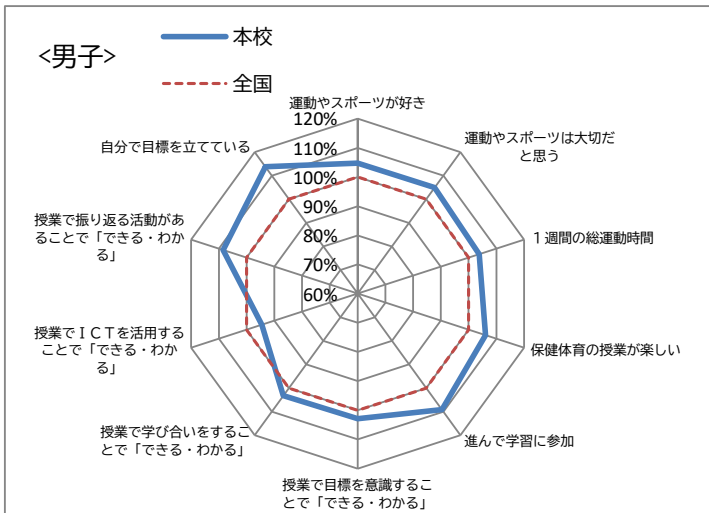 <男子>
本校
全国
運動やスポーツが好き
運動やスポーツは大切だ
と思う
１週間の総運動時間
保健体育の授業が楽しい
進んで学習に参加
授業で目標を意識するこ
とで「できる・わかる」
授業で学び合いをするこ
とで「できる・わかる」
授業でＩＣＴを活用する
ことで「できる・わか
る」
授業で振り返る活動があ
ることで「できる・わか
る」
自分で目標を立てている
120%
110%
100%
90%
80%
70%
60%